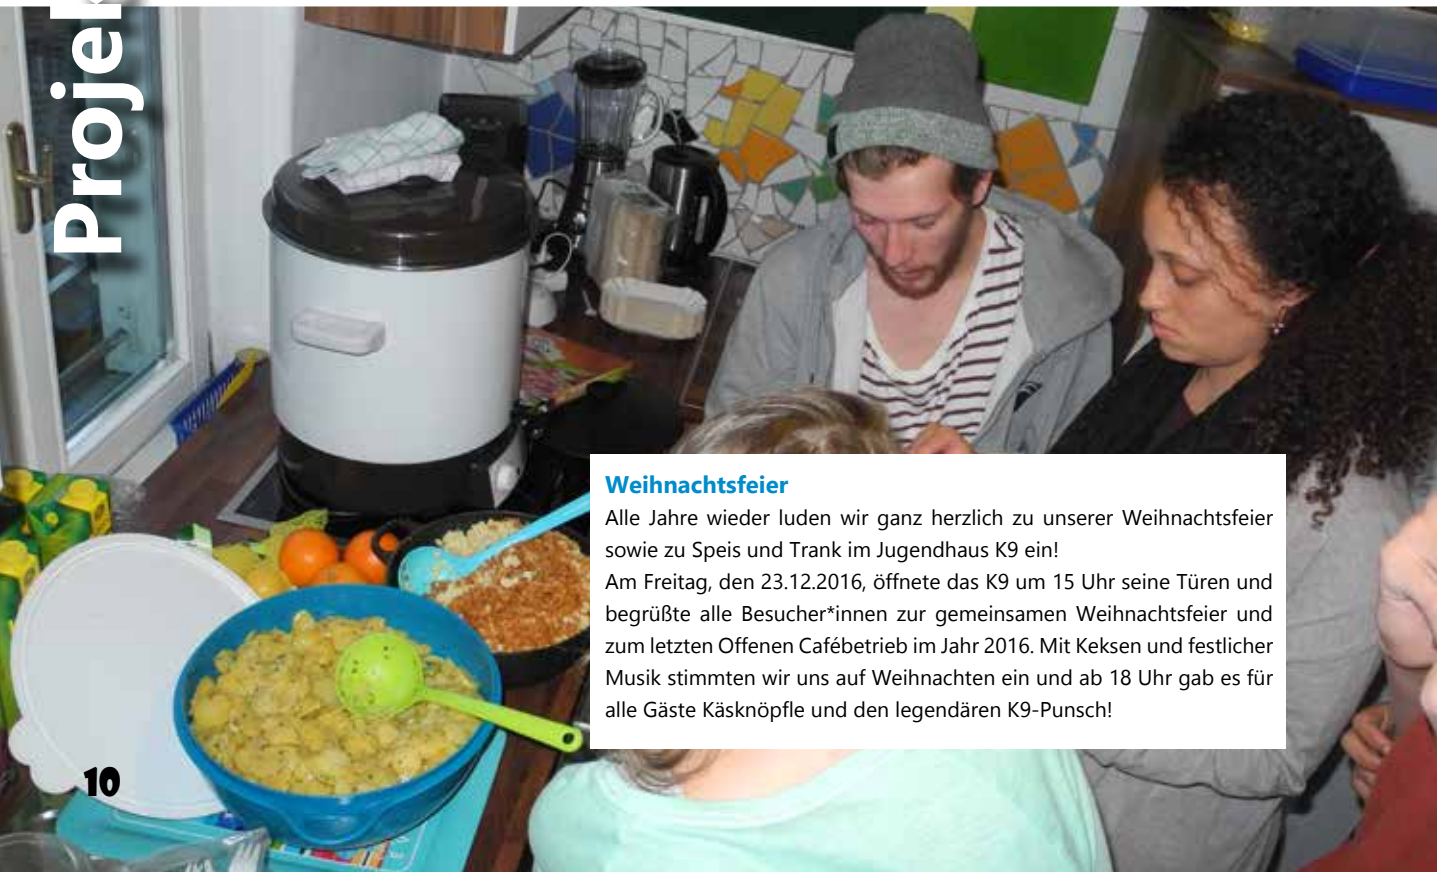 Projek
Weihnachtsfeier
Alle Jahre wieder luden wir ganz herzlich zu unserer Weihnachtsfeier
sowie zu Speis und Trank im Jugendhaus K9 ein!
Am Freitag, den 23.12.2016, öffnete das K9 um 15 Uhr seine Türen und
begrüßte alle Besucher*innen zur gemeinsamen Weihnachtsfeier und
zum letzten Offenen Cafébetrieb im Jahr 2016. Mit Keksen und festlicher
Musik stimmten wir uns auf Weihnachten ein und ab 18 Uhr gab es für
alle Gäste Käsknöpfle und den legendären K9-Punsch!
10